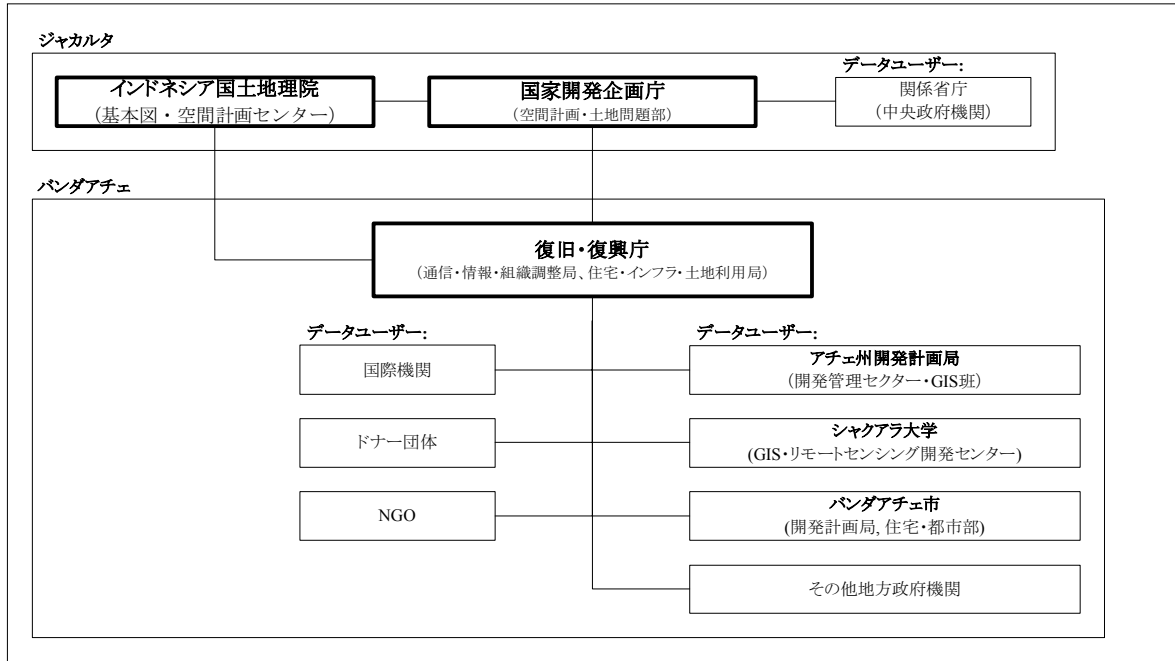 ジャカルタ
インドネシア国土地理院
(基本図・空間計画センター)
国家開発企画庁
(空間計画・土地問題部)
データユーザー:
関係省庁
(中央政府機関)
バンダアチェ
復旧・復興庁
(通信・情報・組織調整局、住宅・インフラ・土地利用局)
データユーザー:
国際機関
ドナー団体
NGO
データユーザー:
アチェ州開発計画局
(開発管理セクター・GIS班)
シャクアラ大学
(GIS・リモートセンシング開発センター)
バンダアチェ市
(開発計画局, 住宅・都市部)
その他地方政府機関